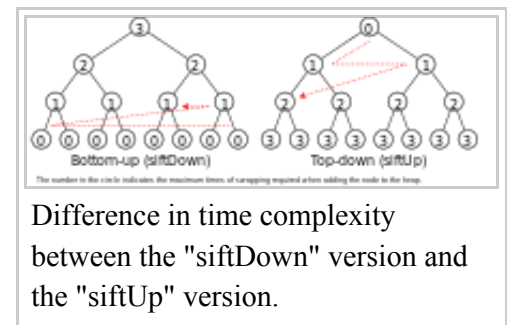 3 0
2 2 1 1
1 1 1 1 2 2 2 2
0 0 0 0 0 0 0 0 3 3 3 3 3 3 3 3
Bottom-up (siftDown) Top-down (siftUp)
The number in the circle indicates the maximum times of swapping required when adding the node to the heap.
Difference in time complexity
between the "siftDown" version and
the "siftUp" version.